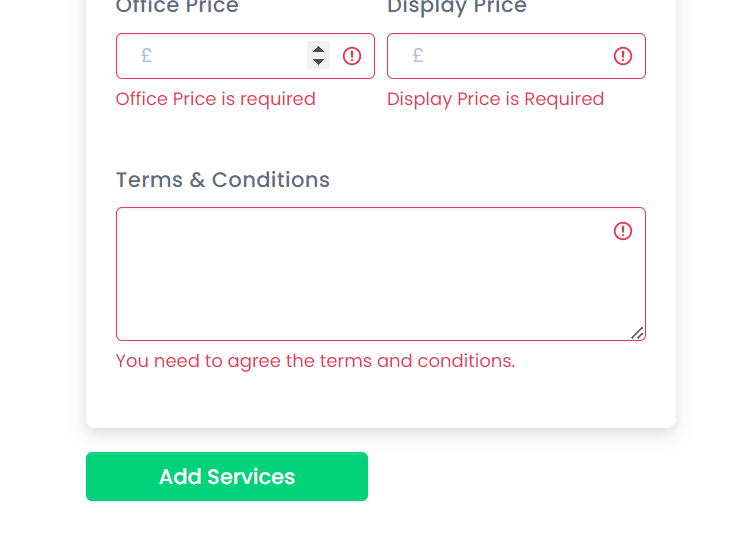 Office Price Display Price
£ £
Office Price is required Display Price is Required
Terms & Conditions
You need to agree the terms and conditions.
Add Services